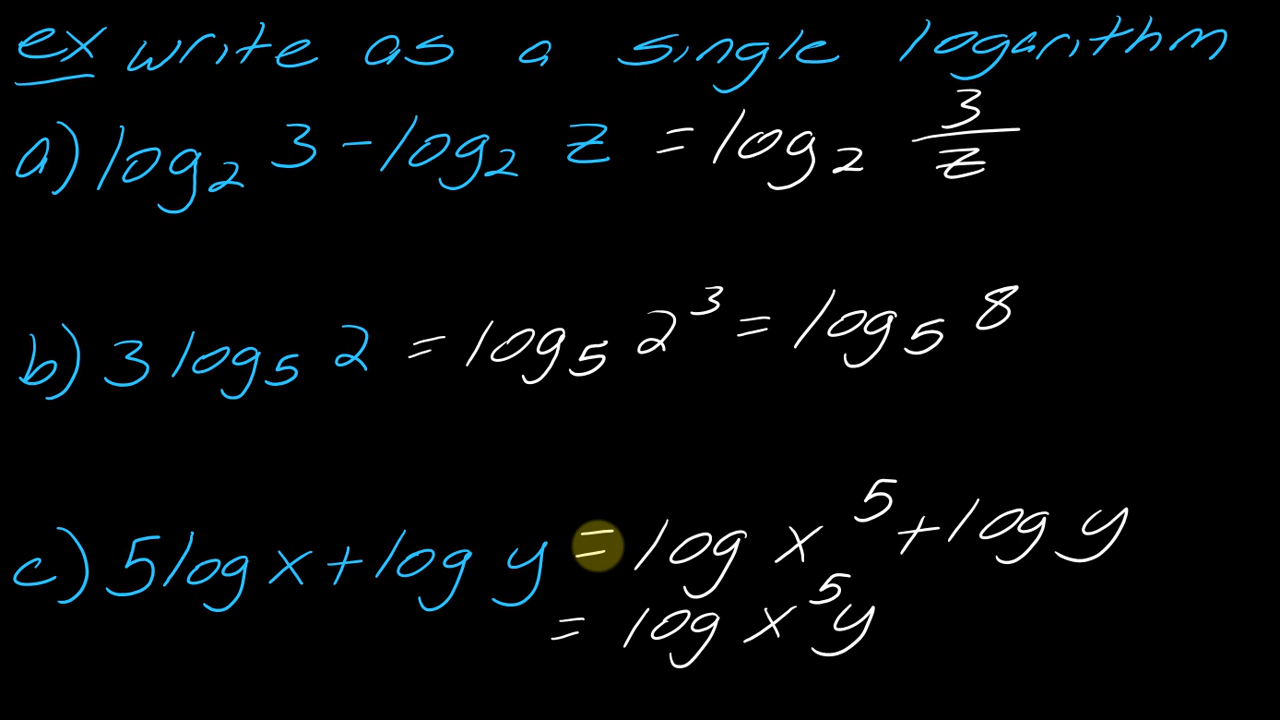 ex write as a single logarithm
a) log₂ 3 - log₂ z = log₂ 3/z
b) 3 log₅ 2 = log₅ 2³ = log₅ 8
c) 5 log x + log y = log x⁵ + log y
= log x⁵y